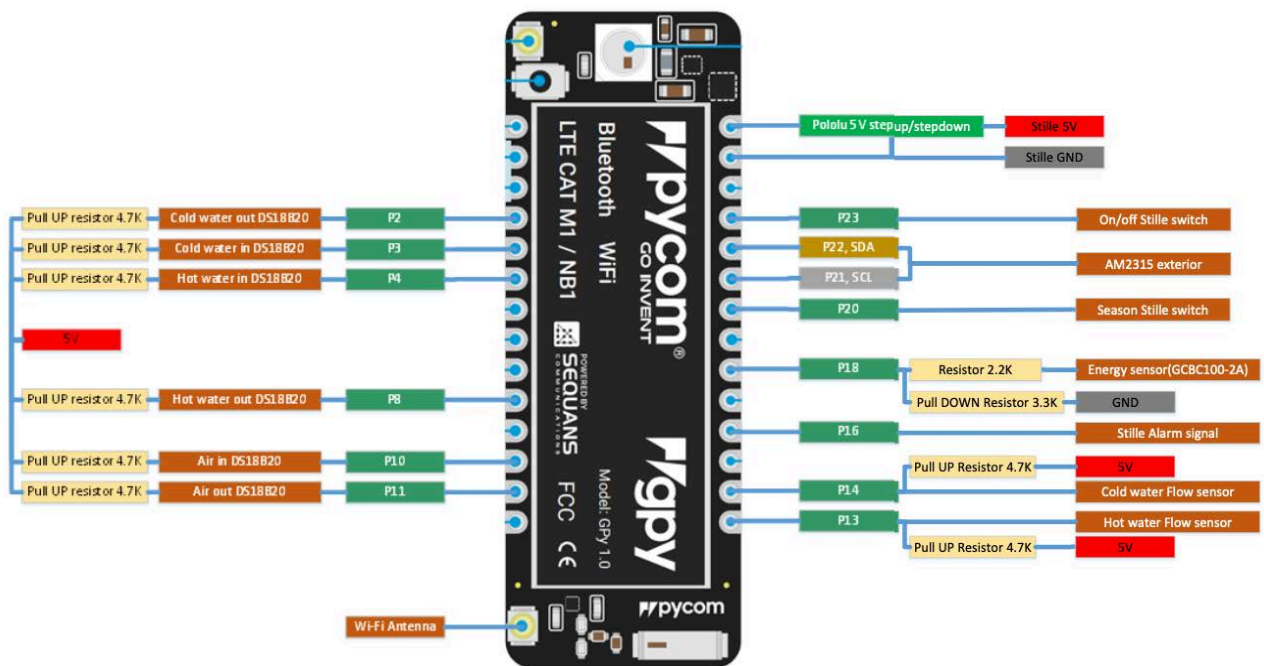 Pull UP resistor 4.7K
Cold water out DS18B20
P2
Pull UP resistor 4.7K
Cold water in DS18B20
P3
Pull UP resistor 4.7K
Hot water in DS18B20
P4
5V
Pull UP resistor 4.7K
Hot water out DS18B20
P8
Pull UP resistor 4.7K
Air in DS18B20
P10
Pull UP resistor 4.7K
Air out DS18B20
P11
Wi-Fi Antenna
LTE CAT M1 / NB1
Bluetooth WiFi
pycom
GO INVENT
®
POWERED BY
SEQUANS
COMMUNICATIONS
FCC CE
Model: GPy 1.0
gpy
pycom
Pololu 5V step up/stepdown
Stille 5V
Stille GND
P23
On/off Stille switch
P22, SDA
P21, SCL
AM2315 exterior
P20
Season Stille switch
P18
Resistor 2.2K
Energy sensor(GCBC100-2A)
Pull DOWN Resistor 3.3K
GND
P16
Stille Alarm signal
Pull UP Resistor 4.7K
5V
P14
Cold water Flow sensor
P13
Hot water Flow sensor
Pull UP Resistor 4.7K
5V